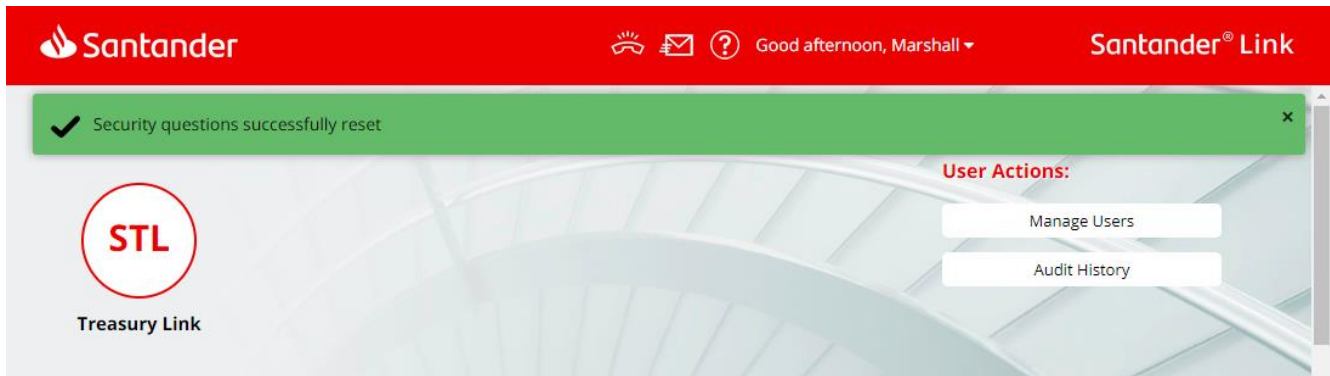 Santander
?
Good afternoon, Marshall
Santander® Link
Security questions successfully reset
User Actions:
Manage Users
Audit History
STL
Treasury Link